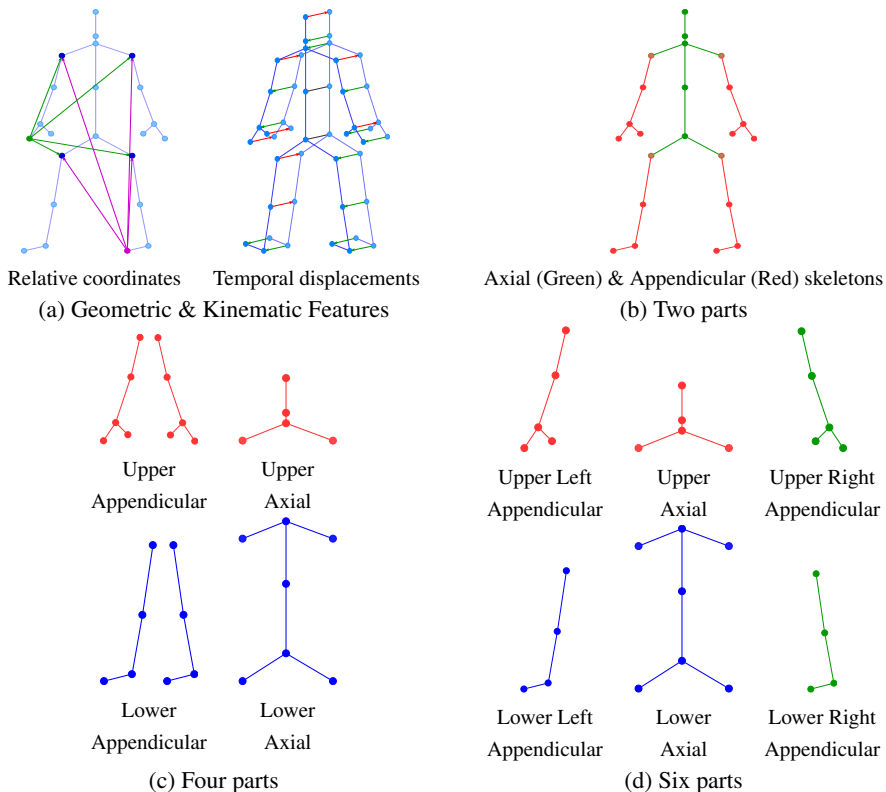 Relative coordinates
Temporal displacements
(a) Geometric & Kinematic Features
Axial (Green) & Appendicular (Red) skeletons
(b) Two parts
Upper
Appendicular
Upper
Axial
Lower
Appendicular
Lower
Axial
(c) Four parts
Upper Left
Appendicular
Upper
Axial
Upper Right
Appendicular
Lower Left
Appendicular
Lower
Axial
Lower Right
Appendicular
(d) Six parts